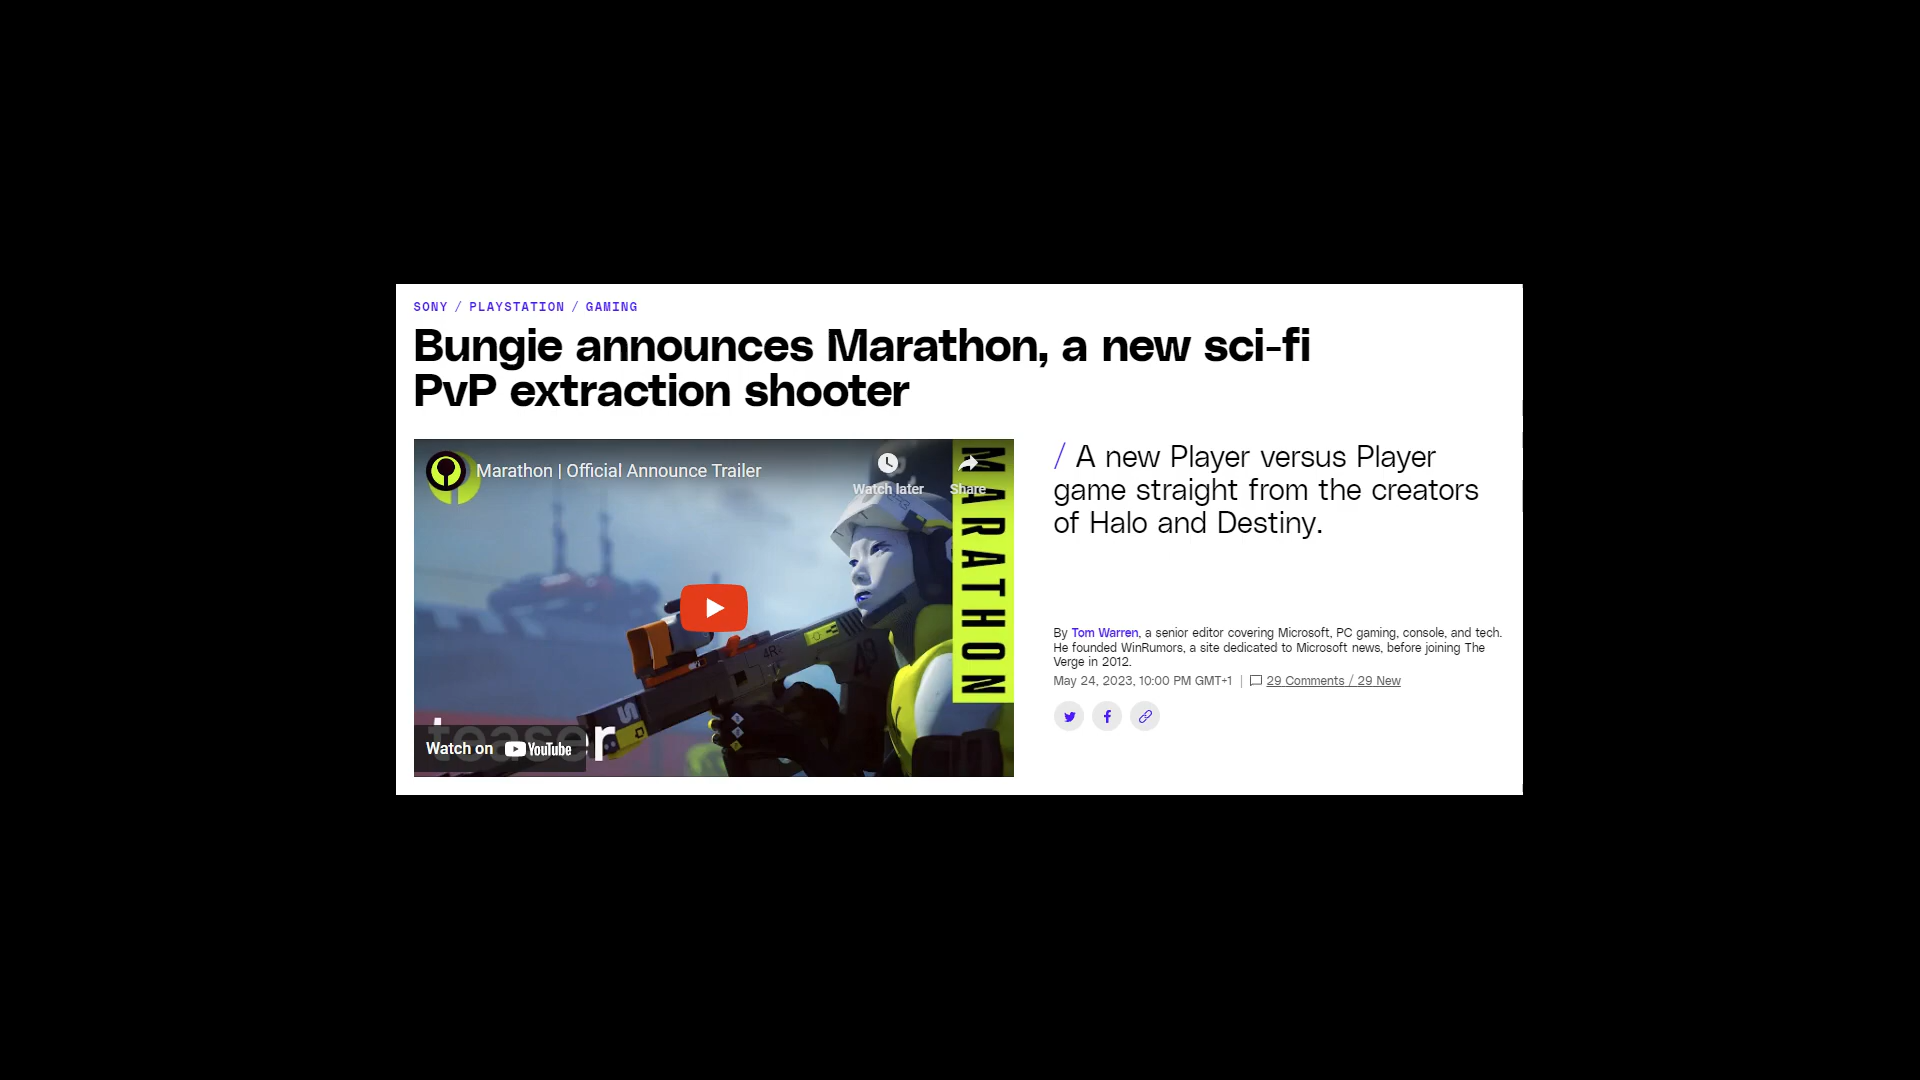 SONY / PLAYSTATION / GAMING
Bungie announces Marathon, a new sci-fi
PvP extraction shooter
Marathon | Official Announce Trailer
Watch later
Share
MARATHON
4R
49
S
teaser
Watch on YouTube
/ A new Player versus Player
game straight from the creators
of Halo and Destiny.
By Tom Warren, a senior editor covering Microsoft, PC gaming, console, and tech.
He founded WinRumors, a site dedicated to Microsoft news, before joining The
Verge in 2012.
May 24, 2023, 10:00 PM GMT+1 | 29 Comments / 29 New